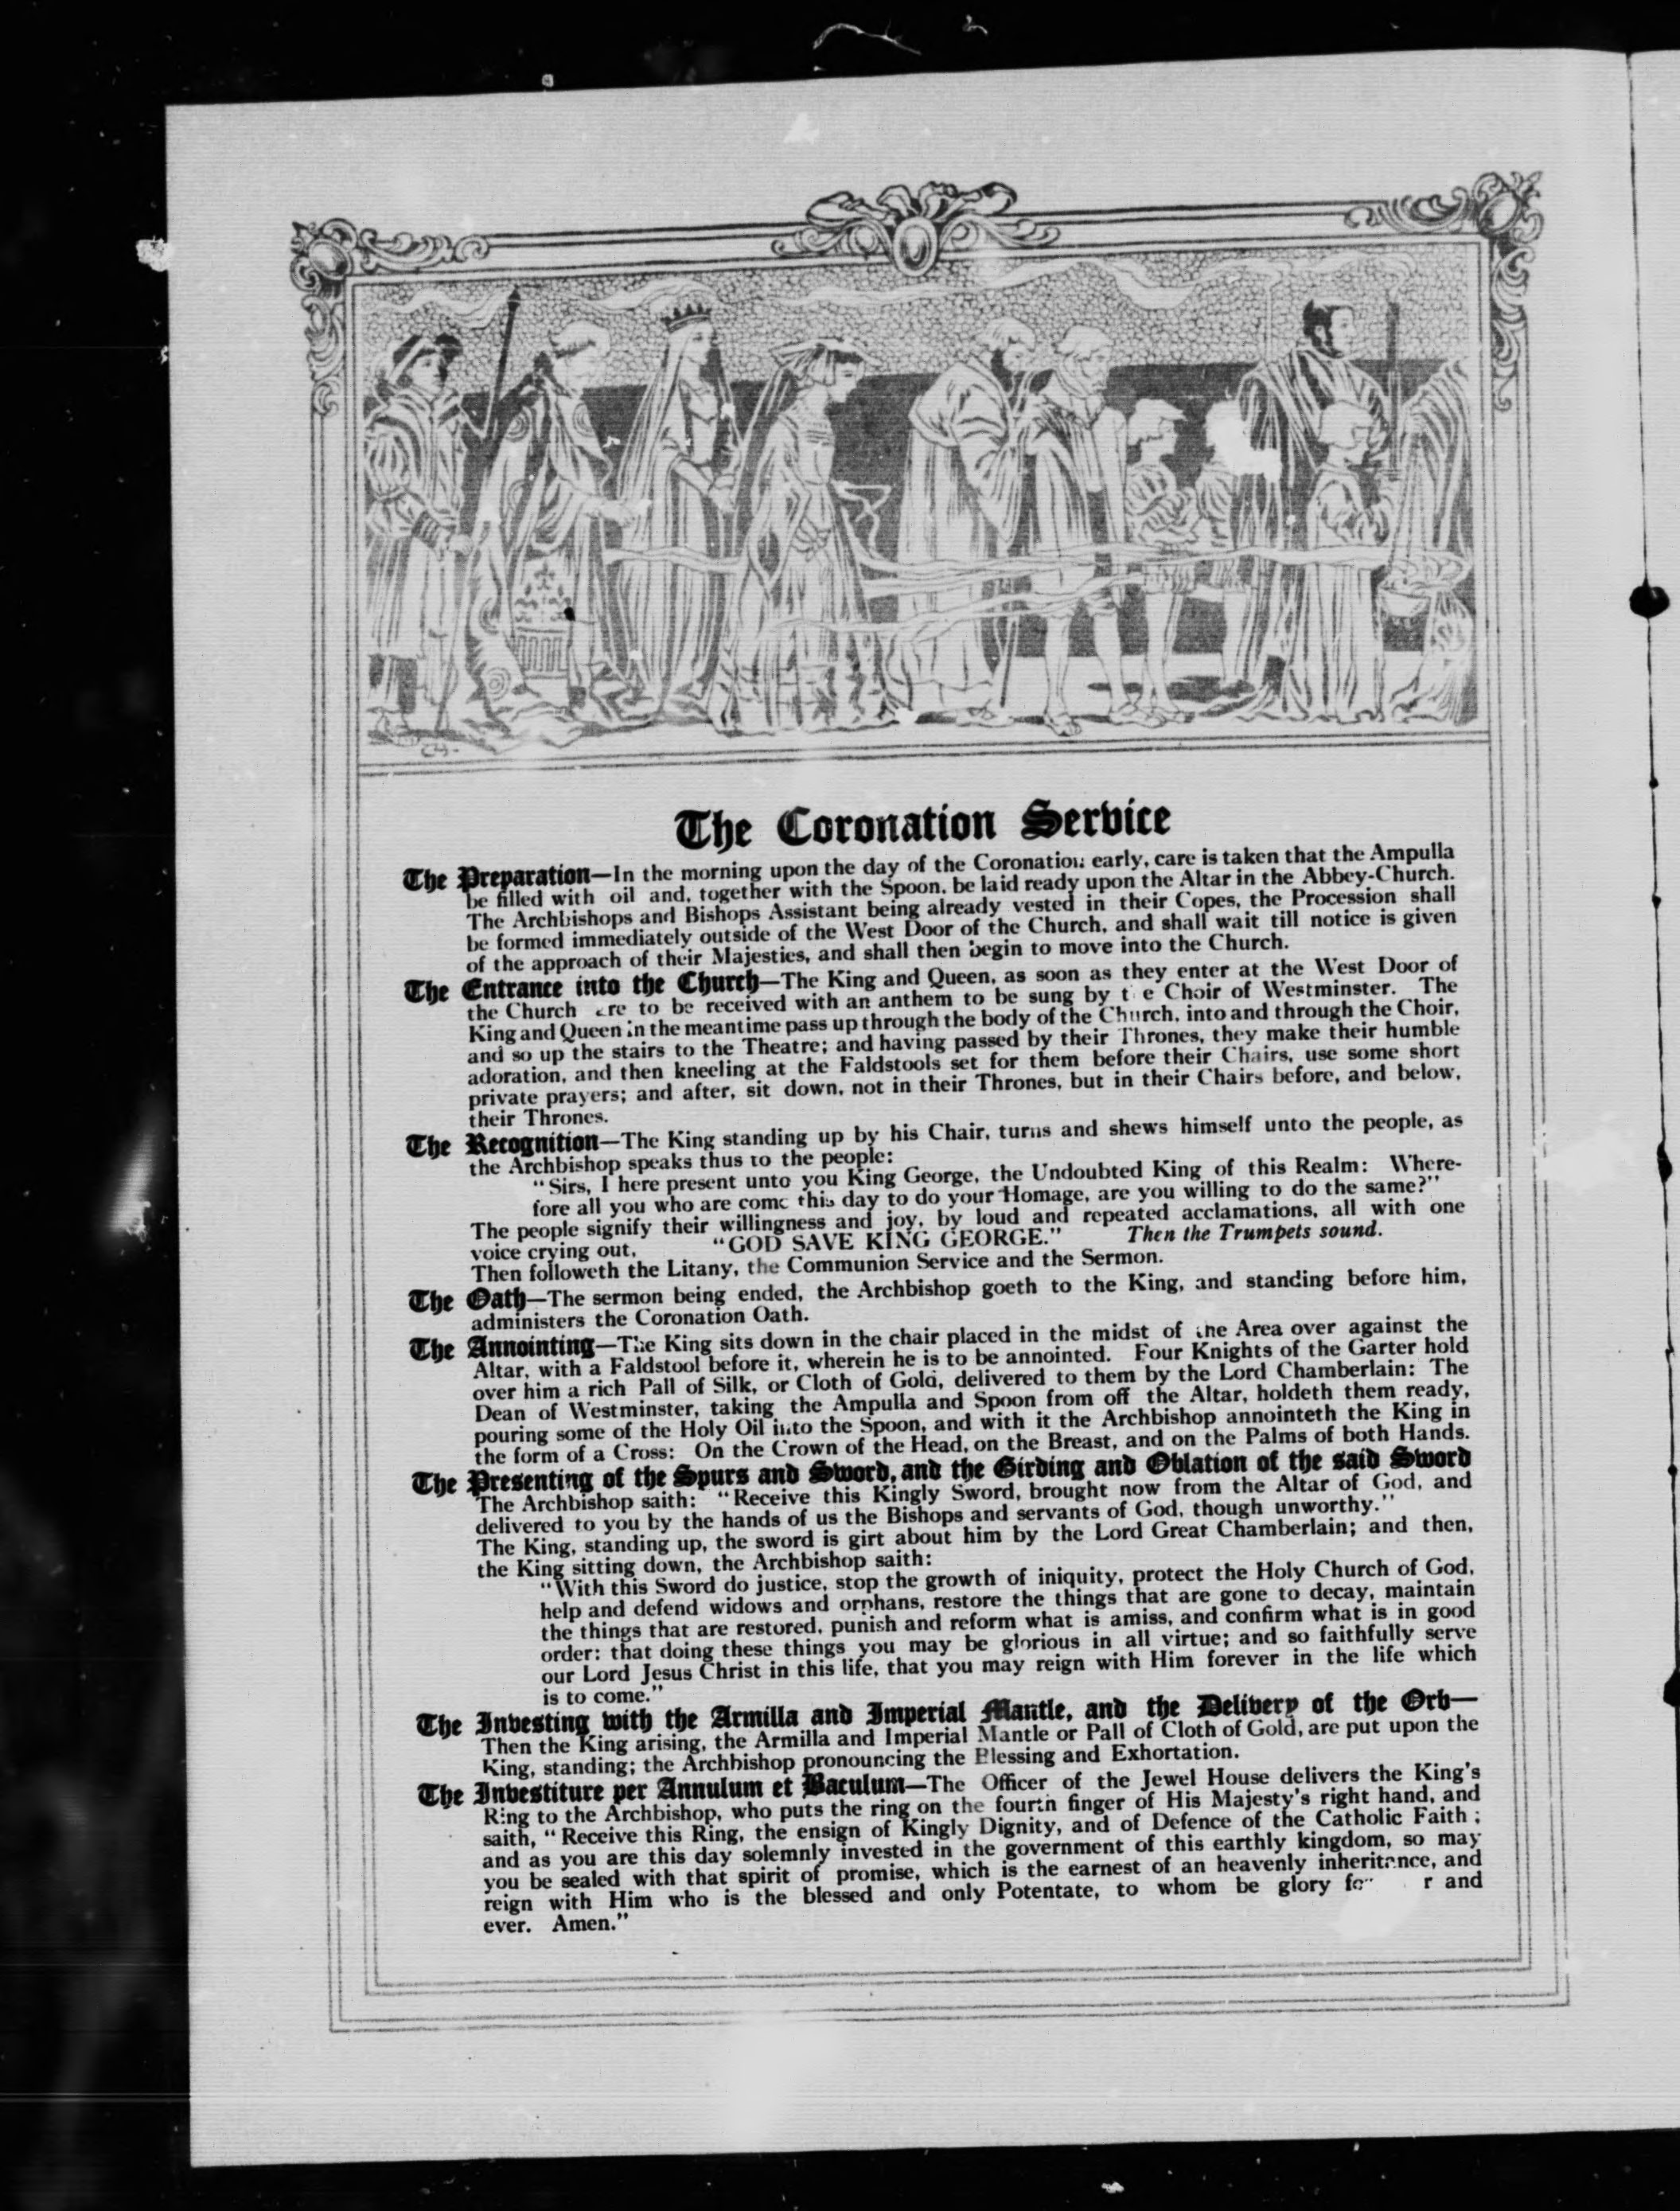 The Coronation Service
The Preparation—In the morning upon the day of the Coronation early, care is taken that the Ampulla
be filled with oil and, together with the Spoon, be laid ready upon the Altar in the Abbey-Church.
The Archbishops and Bishops Assistant being already vested in their Copes, the Procession shall
be formed immediately outside of the West Door of the Church, and shall wait till notice is given
of the approach of their Majesties, and shall then begin to move into the Church.
The Entrance into the Church—The King and Queen, as soon as they enter at the West Door of
the Church are to be received with an anthem to be sung by t e Choir of Westminster. The
King and Queen in the meantime pass up through the body of the Church, into and through the Choir,
and so up the stairs to the Theatre; and having passed by their Thrones, they make their humble
adoration, and then kneeling at the Faldstools set for them before their Chairs, use some short
private prayers; and after, sit down, not in their Thrones, but in their Chairs before, and below,
their Thrones.
The Recognition—The King standing up by his Chair, turns and shews himself unto the people, as
the Archbishop speaks thus to the people:
"Sirs, I here present unto you King George, the Undoubted King of this Realm: Where-
fore all you who are come this day to do your Homage, are you willing to do the same?"
The people signify their willingness and joy, by loud and repeated acclamations, all with one
voice crying out, "GOD SAVE KING GEORGE." Then the Trumpets sound.
Then followeth the Litany, the Communion Service and the Sermon.
The Oath—The sermon being ended, the Archbishop goeth to the King, and standing before him,
administers the Coronation Oath.
The Annointing—The King sits down in the chair placed in the midst of the Area over against the
Altar, with a Faldstool before it, wherein he is to be annointed. Four Knights of the Garter hold
over him a rich Pall of Silk, or Cloth of Gold, delivered to them by the Lord Chamberlain: The
Dean of Westminster, taking the Ampulla and Spoon from off the Altar, holdeth them ready,
pouring some of the Holy Oil into the Spoon, and with it the Archbishop annointeth the King in
the form of a Cross: On the Crown of the Head, on the Breast, and on the Palms of both Hands.
The Presenting of the Spurs and Sword, and the Girding and Oblation of the said Sword
The Archbishop saith: "Receive this Kingly Sword, brought now from the Altar of God, and
delivered to you by the hands of us the Bishops and servants of God, though unworthy."
The King, standing up, the sword is girt about him by the Lord Great Chamberlain; and then,
the King sitting down, the Archbishop saith:
"With this Sword do justice, stop the growth of iniquity, protect the Holy Church of God,
help and defend widows and orphans, restore the things that are gone to decay, maintain
the things that are restored, punish and reform what is amiss, and confirm what is in good
order: that doing these things you may be glorious in all virtue; and so faithfully serve
our Lord Jesus Christ in this life, that you may reign with Him forever in the life which
is to come."
The Investing with the Armilla and Imperial Mantle, and the Delivery of the Orb—
Then the King arising, the Armilla and Imperial Mantle or Pall of Cloth of Gold, are put upon the
King, standing; the Archbishop pronouncing the Blessing and Exhortation.
The Investiture per Annulum et Baculum—The Officer of the Jewel House delivers the King's
Ring to the Archbishop, who puts the ring on the fourth finger of His Majesty's right hand, and
saith, "Receive this Ring, the ensign of Kingly Dignity, and of Defence of the Catholic Faith;
and as you are this day solemnly invested in the government of this earthly kingdom, so may
you be sealed with that spirit of promise, which is the earnest of an heavenly inheritance, and
reign with Him who is the blessed and only Potentate, to whom be glory and
ever. Amen."